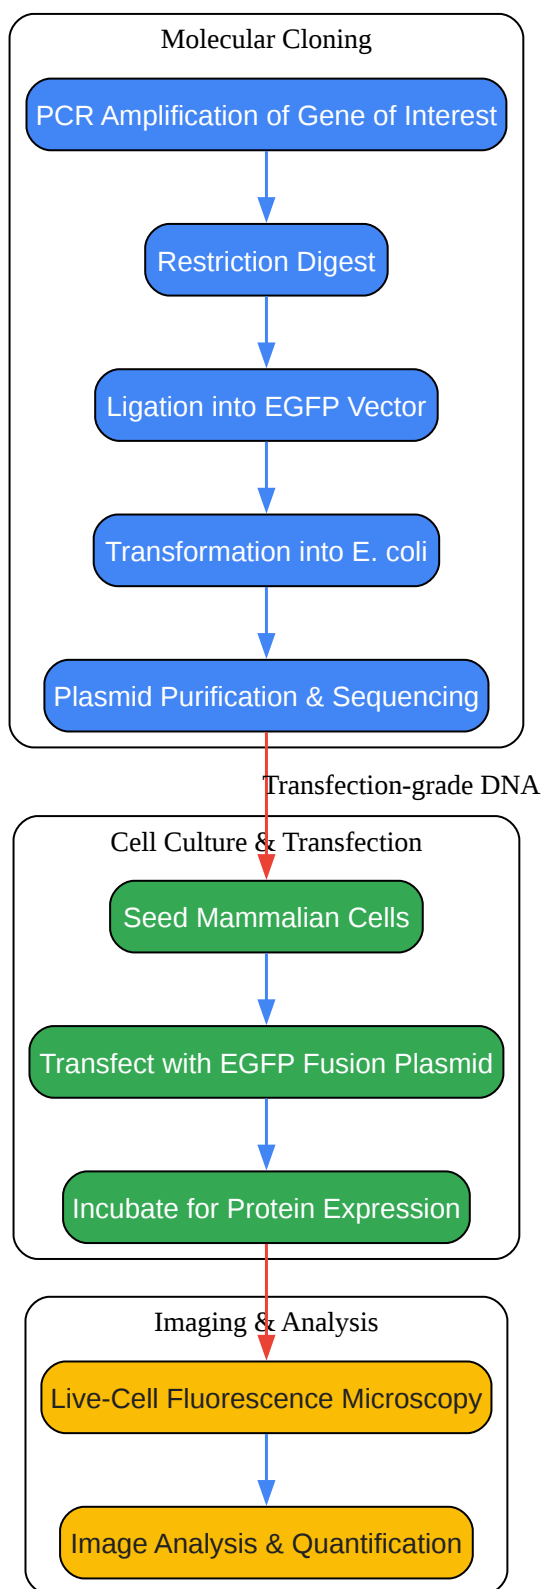 Molecular Cloning
PCR Amplification of Gene of Interest
Restriction Digest
Ligation into EGFP Vector
Transformation into E. coli
Plasmid Purification & Sequencing
Transfection-grade DNA
Cell Culture & Transfection
Seed Mammalian Cells
Transfect with EGFP Fusion Plasmid
Incubate for Protein Expression
Imaging & Analysis
Live-Cell Fluorescence Microscopy
Image Analysis & Quantification